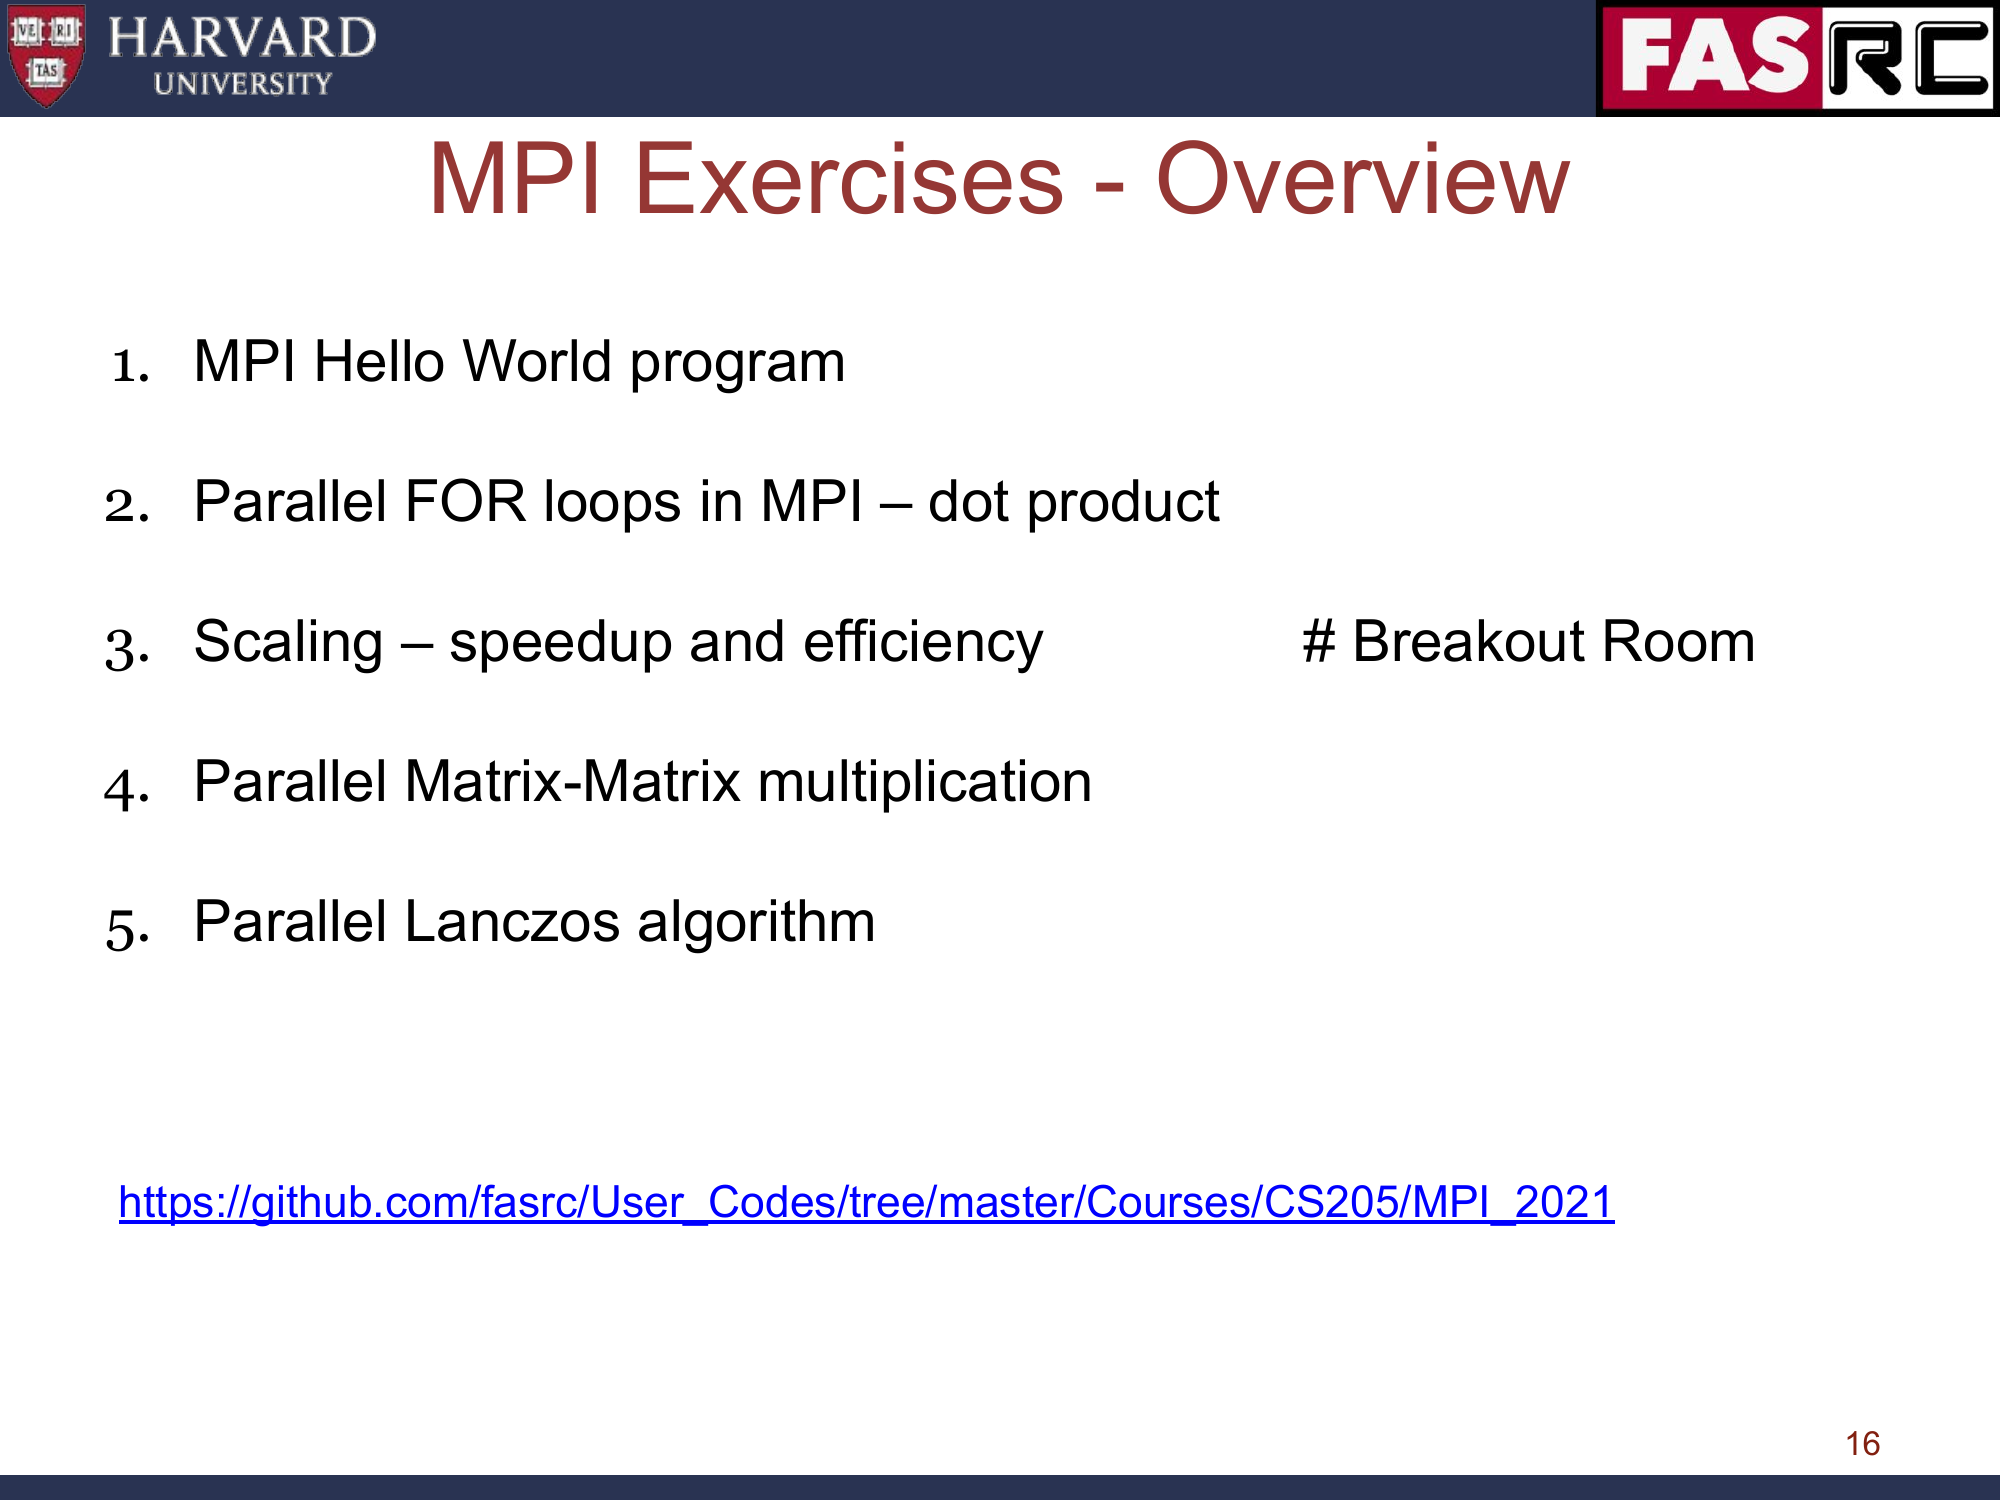 VE RI
TAS
HARVARD
UNIVERSITY
FASRC
MPI Exercises - Overview
1. MPI Hello World program
2. Parallel FOR loops in MPI – dot product
3. Scaling – speedup and efficiency # Breakout Room
4. Parallel Matrix-Matrix multiplication
5. Parallel Lanczos algorithm
https://github.com/fasrc/User_Codes/tree/master/Courses/CS205/MPI_2021
16